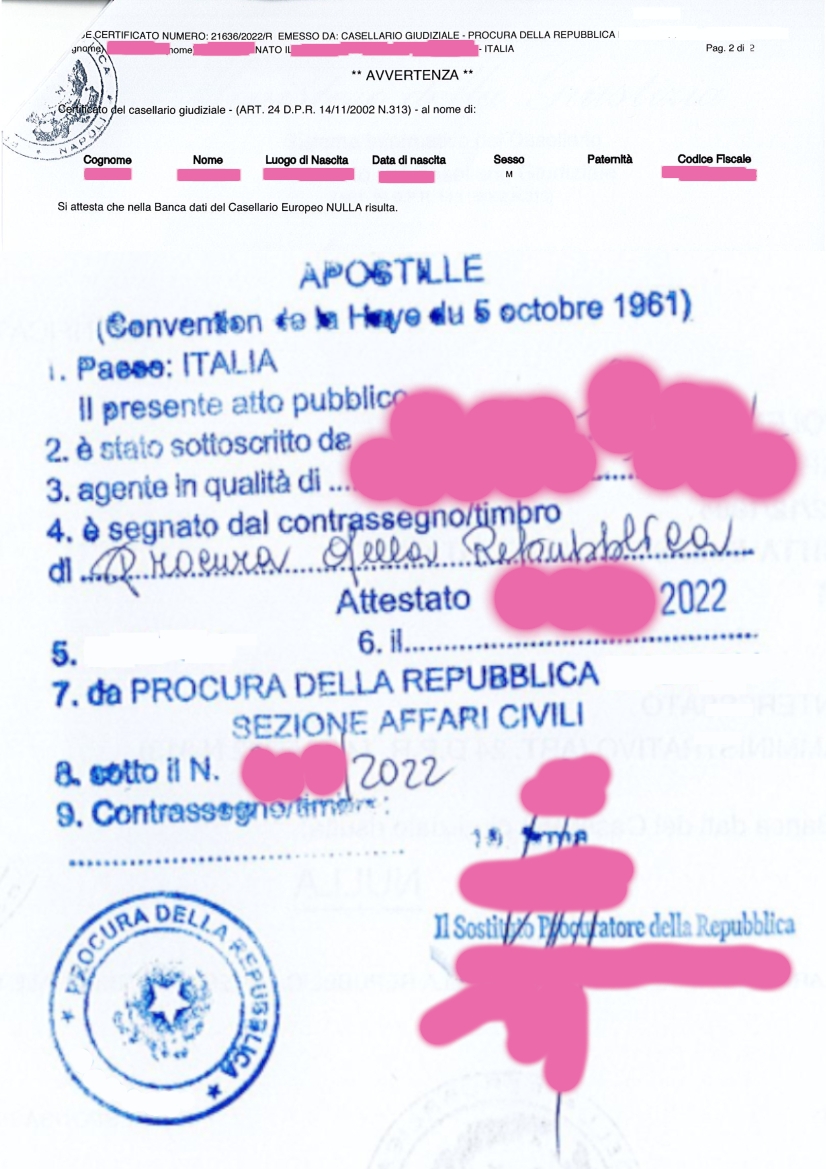 CERTIFICATO NUMERO: 21636/2022/R EMESSO DA: CASELLARIO GIUDIZIALE - PROCURA DELLA REPUBBLICA
NATO IL - ITALIA Pag. 2 di 2
** AVVERTENZA **
Certificato del casellario giudiziale - (ART. 24 D.P.R. 14/11/2002 N.313) - al nome di:
Cognome Nome Luogo di Nascita Data di nascita Sesso Paternità Codice Fiscale
M
Si attesta che nella Banca dati del Casellario Europeo NULLA risulta.
APOSTILLE
(Convention de la Haye du 5 octobre 1961)
1. Paese: ITALIA
Il presente atto pubblico
2. è stato sottoscritto da
3. agente in qualità di
4. è segnato dal contrassegno/timbro
di Procura della Repubblica
Attestato
2022
5.
6. il
7. da PROCURA DELLA REPUBBLICA
SEZIONE AFFARI CIVILI
8. sotto il N. /2022
9. Contrassegno/timbro:
10. Firma
Il Sostituto Procuratore della Repubblica
PROCURA DELLA REPUBBLICA
NAPOLI